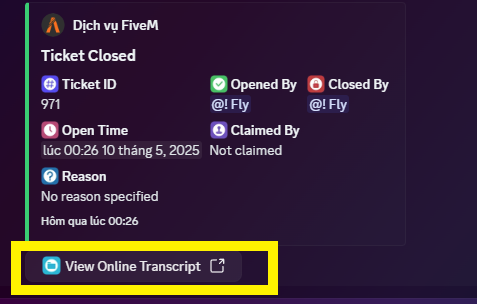 Dịch vụ FiveM
Ticket Closed
Ticket ID
971
Opened By
@! Fly
Closed By
@! Fly
Open Time
lúc 00:26 10 tháng 5, 2025
Claimed By
Not claimed
Reason
No reason specified
Hôm qua lúc 00:26
View Online Transcript